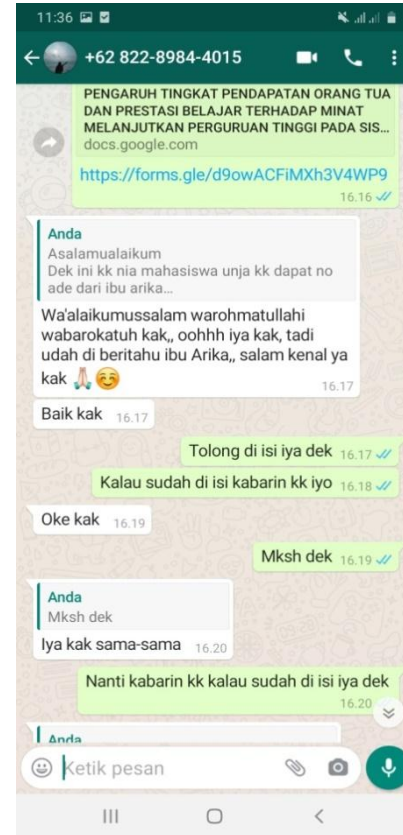 11:36
+62 822-8984-4015
PENGARUH TINGKAT PENDAPATAN ORANG TUA
DAN PRESTASI BELAJAR TERHADAP MINAT
MELANJUTKAN PERGURUAN TINGGI PADA SIS...
docs.google.com
https://forms.gle/d9owACFiMXh3V4WP9
16.16
Anda
Asalamualaikum
Dek ini kk nia mahasiswa unja kk dapat no
ade dari ibu arika...
Wa'alaikumussalam warohmatullahi
wabarokatuh kak,, oohhh iya kak, tadi
udah di beritahu ibu Arika,, salam kenal ya
kak 🙏🏻☺️
16.17
Baik kak 16.17
Tolong di isi iya dek 16.17
Kalau sudah di isi kabarin kk iyo 16.18
Oke kak 16.19
Mksh dek 16.19
Anda
Mksh dek
Iya kak sama-sama 16.20
Nanti kabarin kk kalau sudah di isi iya dek
16.20
Anda
Ketik pesan